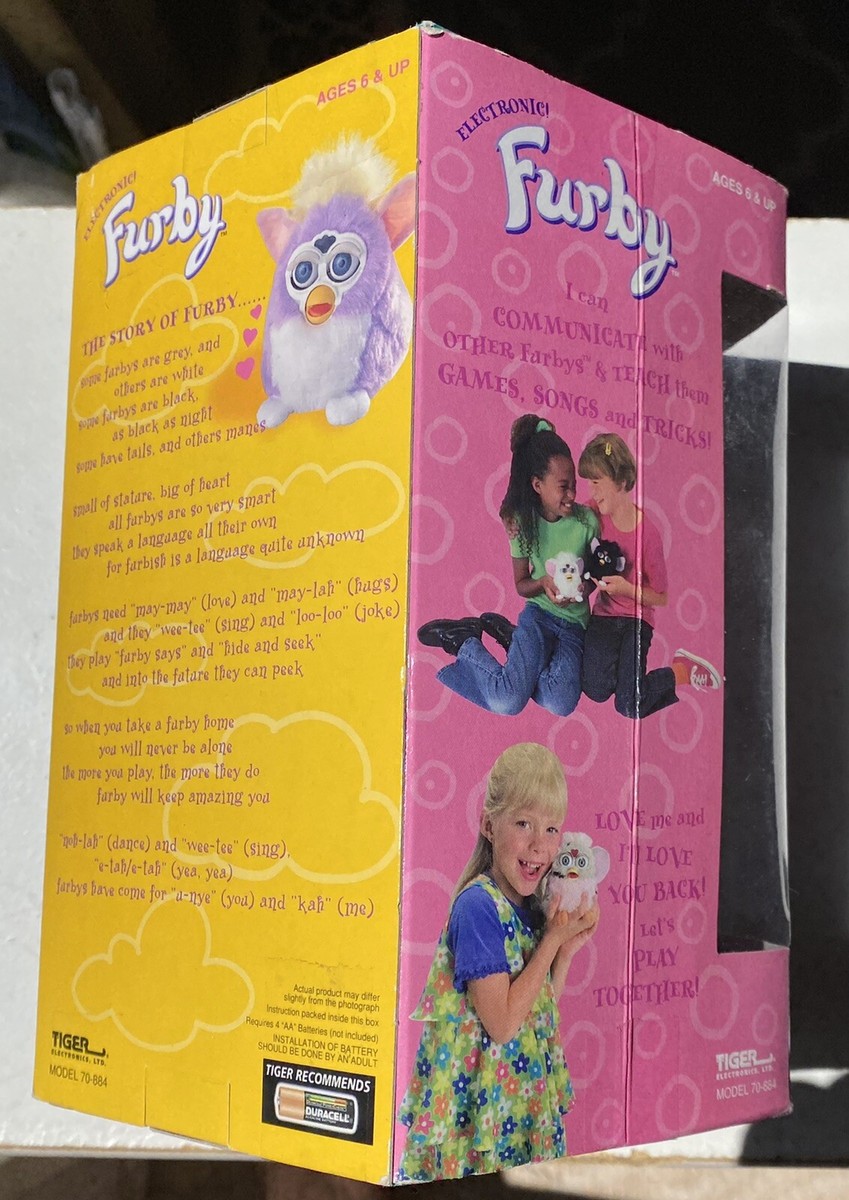 AGES 6 & UP
ELECTRONIC!
Furby™
THE STORY OF FURBY......
some furbys are grey, and
others are white
some furbys are black,
as black as night
some have tails, and others manes
small of stature, big of heart
all furbys are so very smart
they speak a language all their own
for furbish is a language quite unknown
furbys need "may-may" (love) and "may-lah" (hugs)
and they "wee-tee" (sing) and "loo-loo" (joke)
they play "furby says" and "hide and seek"
and into the future they can peek
so when you take a furby home
you will never be alone
the more you play, the more they do
furby will keep amazing you
"noh-lah" (dance) and "wee-tee" (sing),
"e-tah/e-tah" (yea, yea)
furbys have come for "u-nye" (you) and "kah" (me)
Actual product may differ
slightly from the photograph
Instruction packed inside this box
Requires 4 "AA" Batteries (not included)
INSTALLATION OF BATTERY
SHOULD BE DONE BY AN ADULT
TIGER
ELECTRONICS, LTD.
MODEL 70-884
TIGER RECOMMENDS
DURACELL
ELECTRONIC!
Furby
AGES 6 & UP
I can
COMMUNICATE with
OTHER Furbys™ & TEACH them
GAMES, SONGS and TRICKS!
LOVE me and
I'll LOVE
YOU BACK!
Let's
PLAY
TOGETHER!
TIGER
ELECTRONICS, LTD.
MODEL 70-884